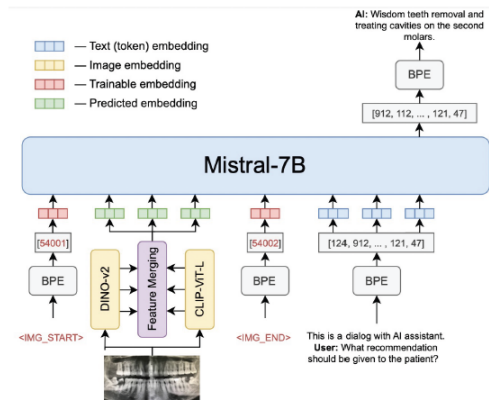 AI: Wisdom teeth removal and
treating cavities on the second
molars.
— Text (token) embedding
— Image embedding
— Trainable embedding
— Predicted embedding
BPE
[912, 112, ... , 121, 47]
Mistral-7B
[54001]
[54002]
[124, 912, ... , 121, 47]
BPE
DINO-v2
Feature Merging
CLIP-ViT-L
BPE
BPE
<IMG_START>
<IMG_END>
This is a dialog with AI assistant.
User: What recommendation
should be given to the patient?